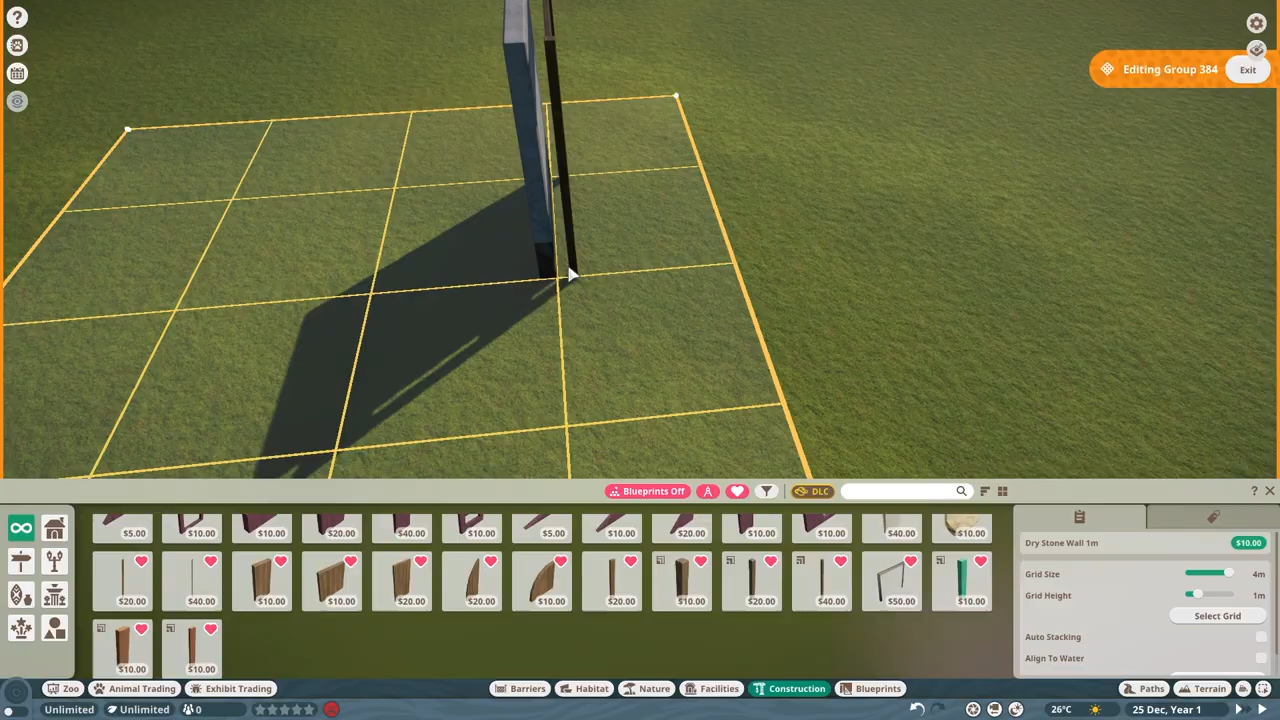 ?
Editing Group 384
Exit
Blueprints Off
DLC
?
$5.00 $10.00 $10.00 $20.00 $40.00 $10.00 $5.00 $10.00 $20.00 $10.00 $10.00 $40.00 $10.00
$20.00 $40.00 $10.00 $10.00 $20.00 $10.00 $10.00 $20.00 $10.00 $20.00 $40.00 $50.00 $10.00
$10.00 $10.00
Dry Stone Wall 1m $10.00
Grid Size 4m
Grid Height 1m
Select Grid
Auto Stacking
Align To Water
Zoo Animal Trading Exhibit Trading Barriers Habitat Nature Facilities Construction Blueprints Paths Terrain
Unlimited Unlimited 0 26°C 25 Dec, Year 1